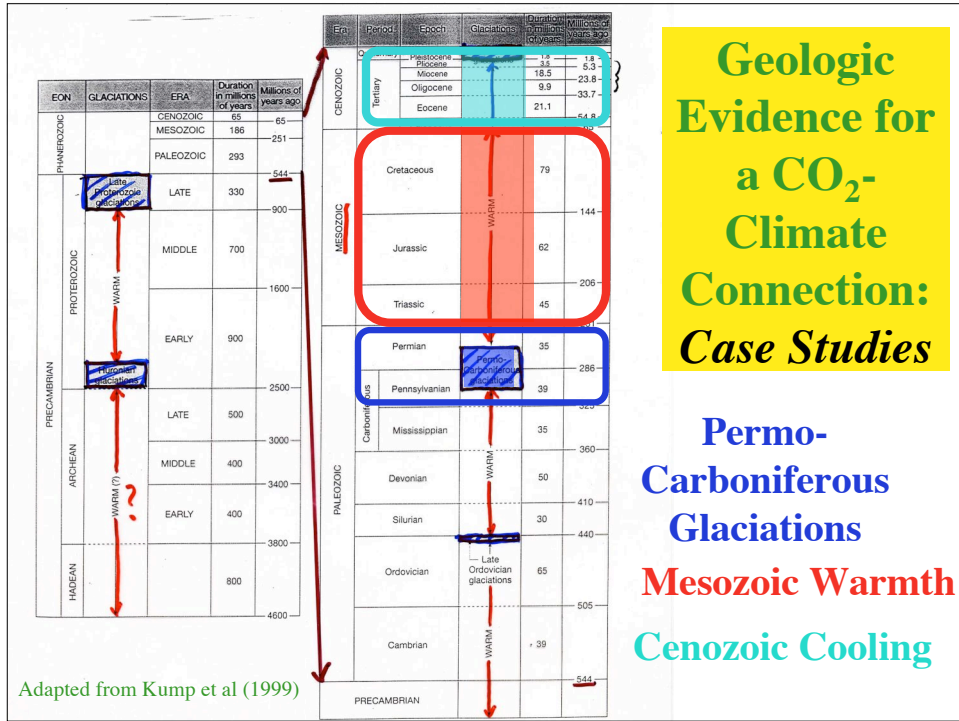 Geologic
Evidence for
a CO₂-
Climate
Connection:
Case Studies
Permo-
Carboniferous
Glaciations
Mesozoic Warmth
Cenozoic Cooling
EON GLACIATIONS ERA Duration in millions of years Millions of years ago
PHANEROZOIC
CENOZOIC 65
65
MESOZOIC 186
251
PALEOZOIC 293
544
PRECAMBRIAN
PROTEROZOIC
Late
Proterozoic
glaciations
LATE 330
900
MIDDLE 700
WARM
1600
EARLY 900
Huronian
glaciations
2500
ARCHEAN
LATE 500
3000
MIDDLE 400
3400
WARM (?)
?
EARLY 400
3800
HADEAN
800
4600
Era Period Epoch Glaciations Duration in millions of years Millions of years ago
CENOZOIC
Tertiary
Pleistocene 1.8
1.8
Pliocene 3.5
5.3
Miocene 18.5
23.8
Oligocene 9.9
33.7
Eocene 21.1
54.8
MESOZOIC
Cretaceous 79
WARM
144
Jurassic 62
206
Triassic 45
PALEOZOIC
Permian 35
Permo-
Carboniferous
glaciations
286
Carboniferous
Pennsylvanian 39
Mississippian 35
360
WARM
Devonian 50
410
Silurian 30
440
Late
Ordovician
glaciations
Ordovician 65
505
WARM
Cambrian 39
544
PRECAMBRIAN
Adapted from Kump et al (1999)